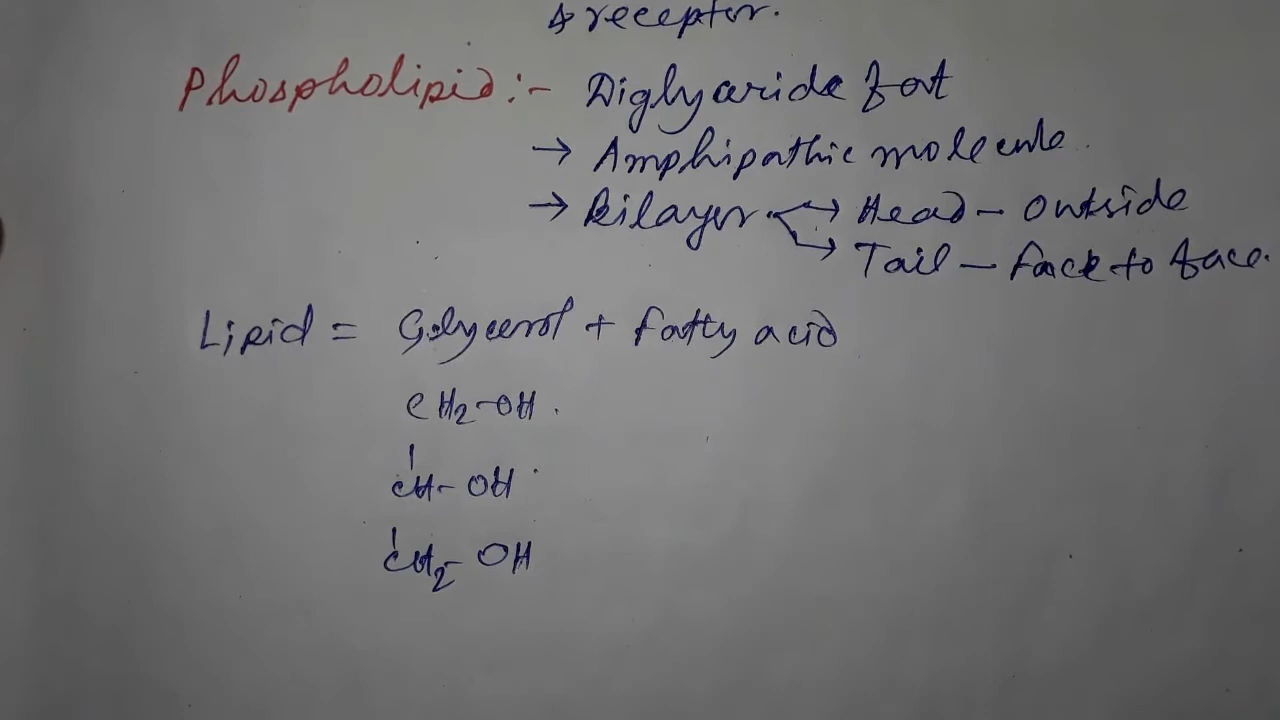 & receptor.
Phospholipid :- Diglyceride fat
→ Amphipathic molecule.
→ Bilayer → Head - Outside
→ Tail - Face to face.
Lipid = Glycerol + Fatty acid
CH2-OH.
CH-OH
CH2-OH